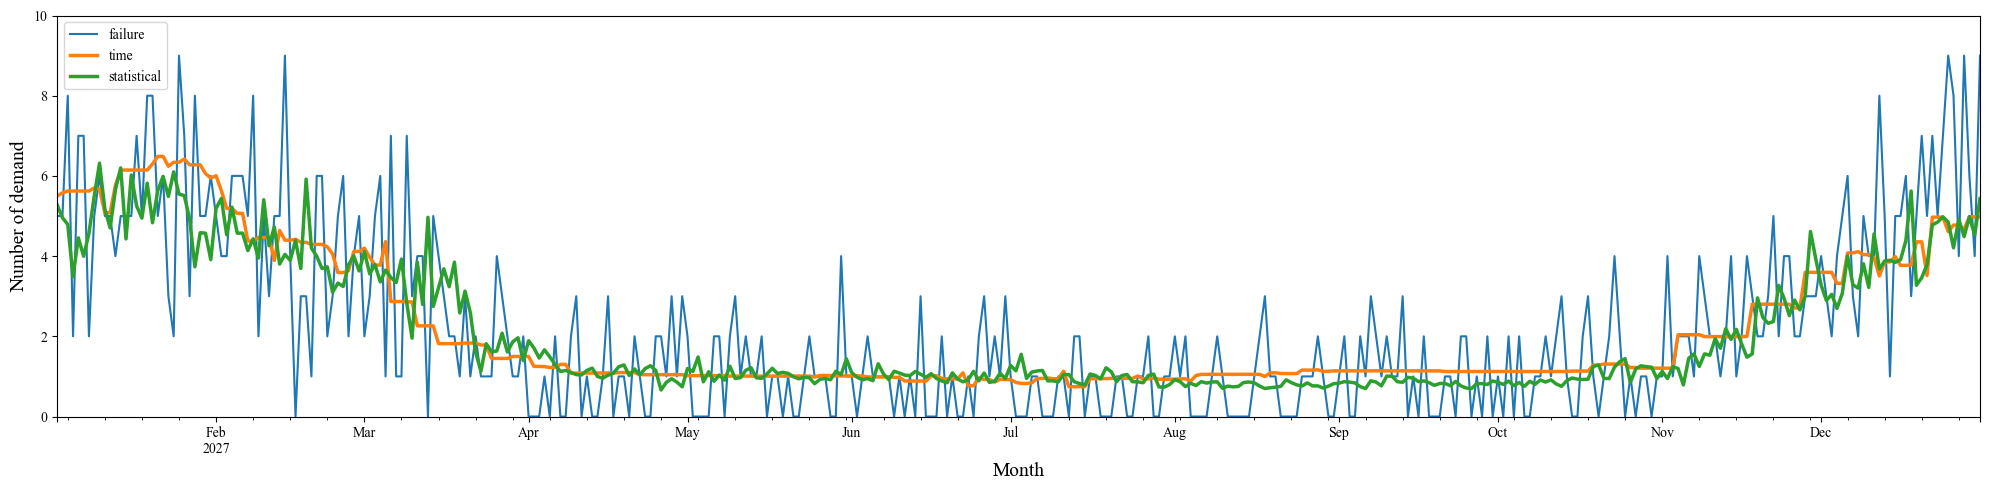 10
8
6
4
2
0
Number of demand
failure
time
statistical
Feb
2027
Mar
Apr
May
Jun
Jul
Aug
Sep
Oct
Nov
Dec
Month